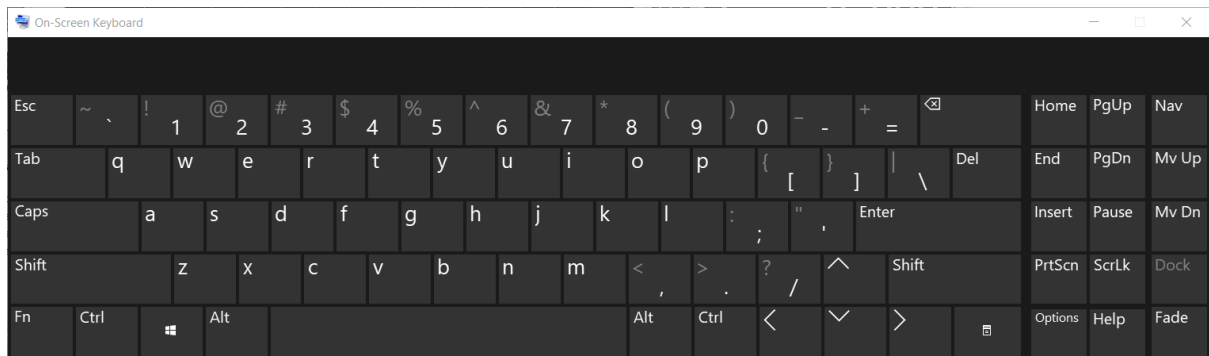 On-Screen Keyboard
Esc ~ ` ! 1 @ 2 # 3 $ 4 % 5 ^ 6 & 7 * 8 ( 9 ) 0 _ - + = Home PgUp Nav
Tab q w e r t y u i o p { [ } ] | \ Del End PgDn Mv Up
Caps a s d f g h j k l : ; " ' Enter Insert Pause Mv Dn
Shift z x c v b n m < , > . ? / Shift PrtScn ScrLk Dock
Fn Ctrl Alt Alt Ctrl Options Help Fade